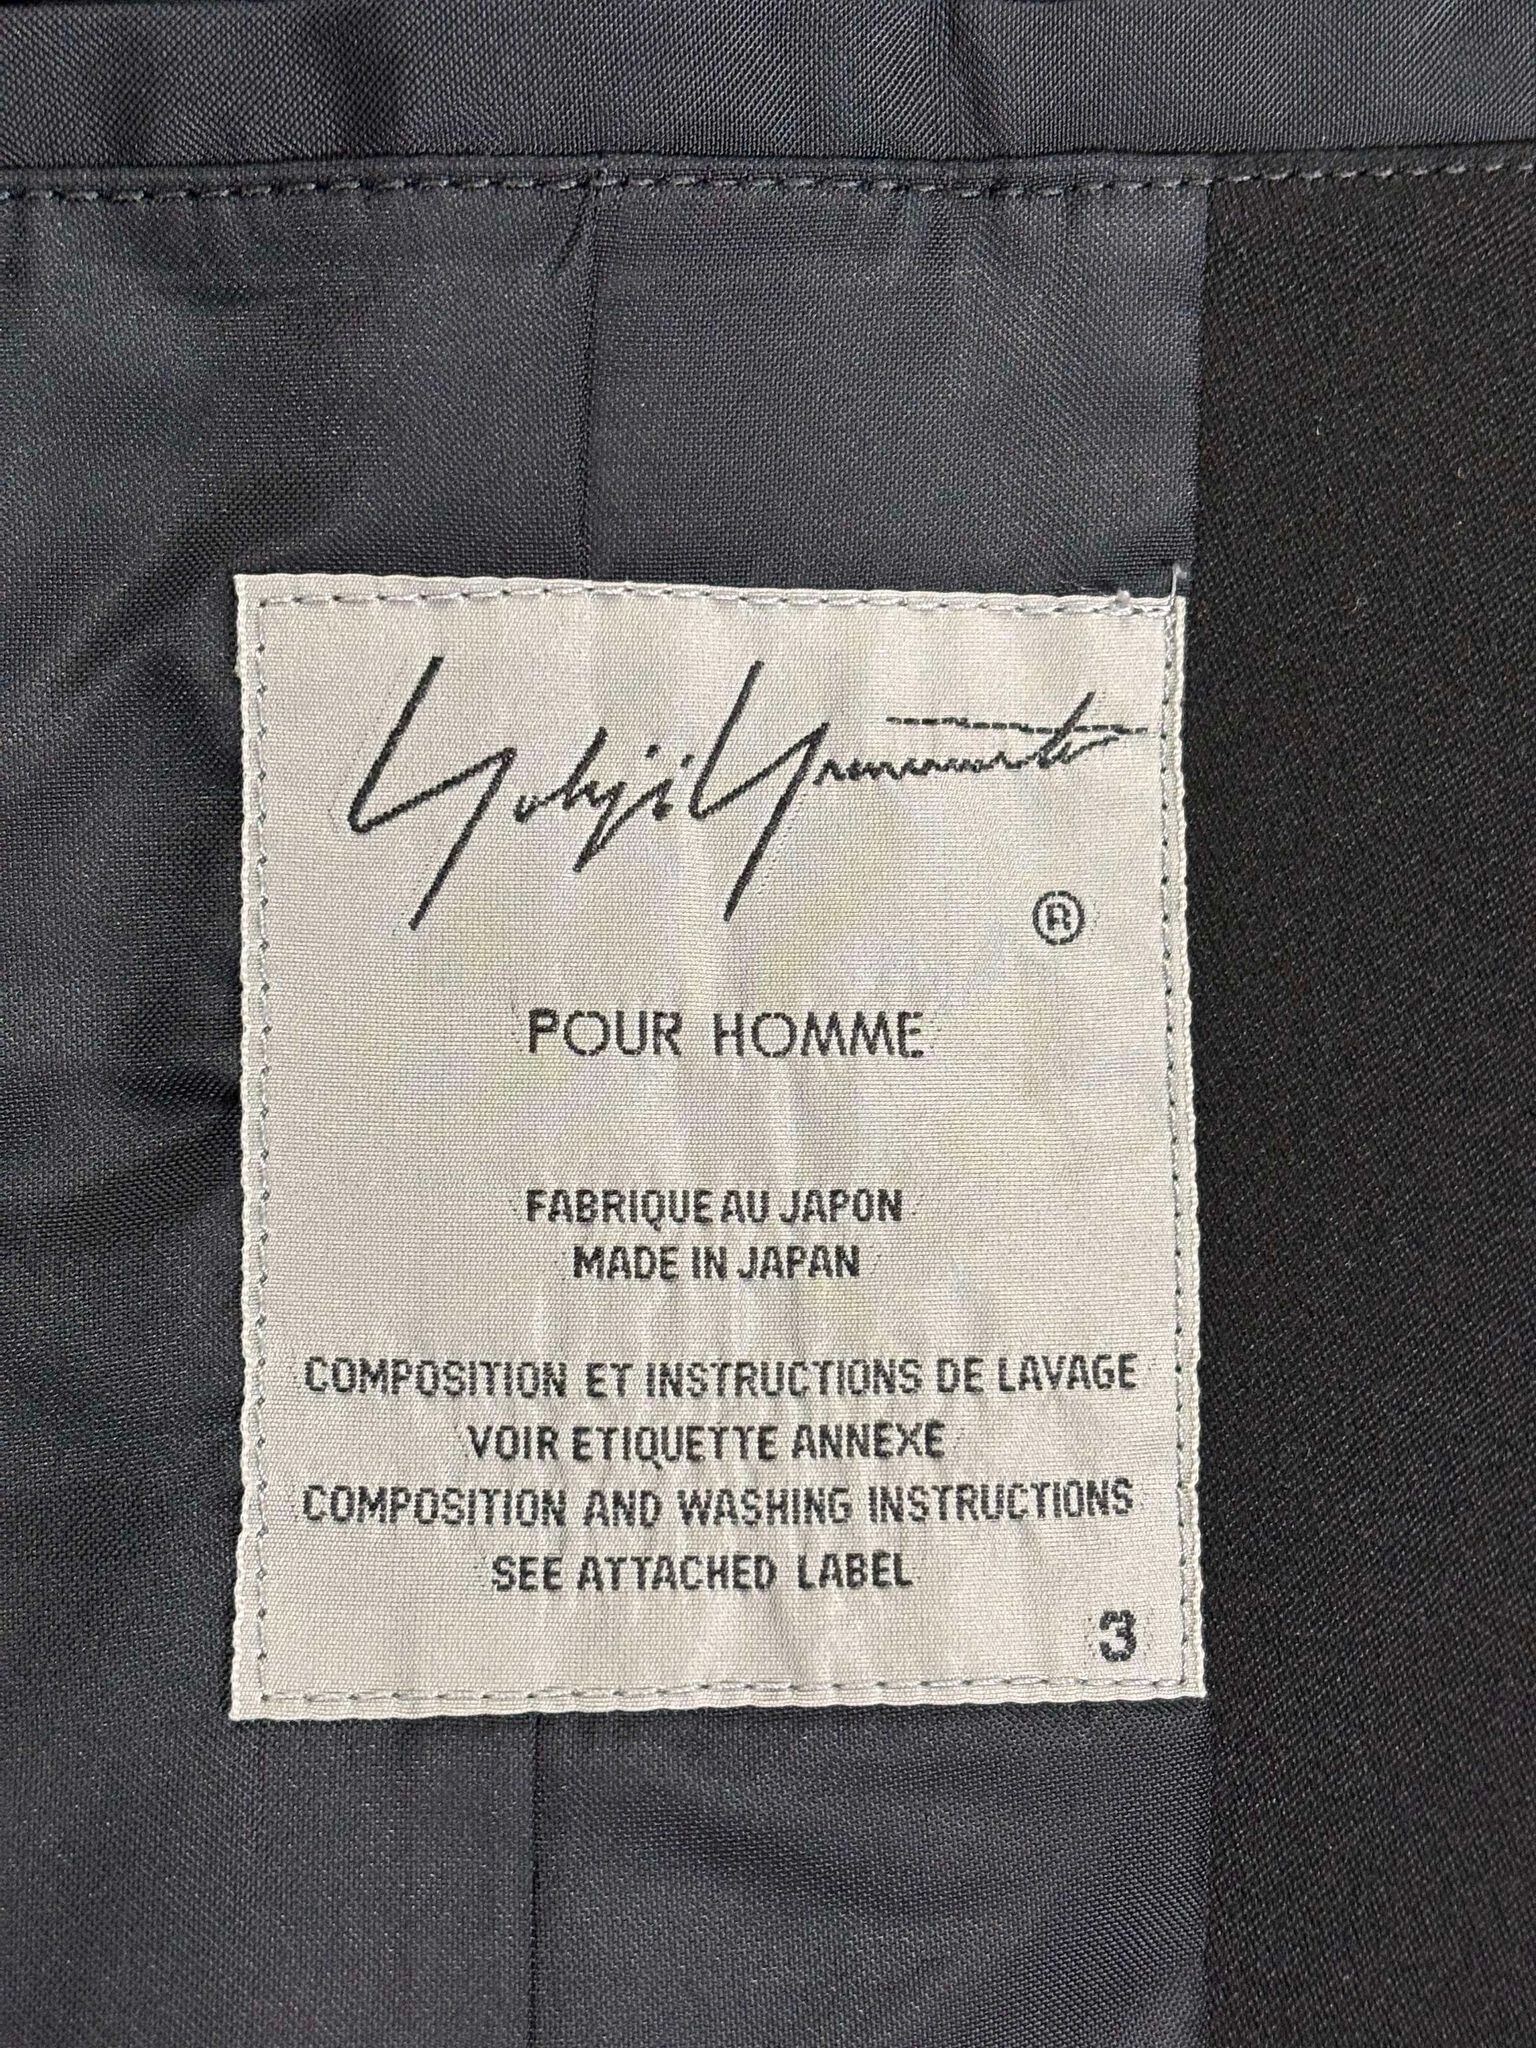 Yohji Yamamoto
®
POUR HOMME
FABRIQUE AU JAPON
MADE IN JAPAN
COMPOSITION ET INSTRUCTIONS DE LAVAGE
VOIR ETIQUETTE ANNEXE
COMPOSITION AND WASHING INSTRUCTIONS
SEE ATTACHED LABEL
3